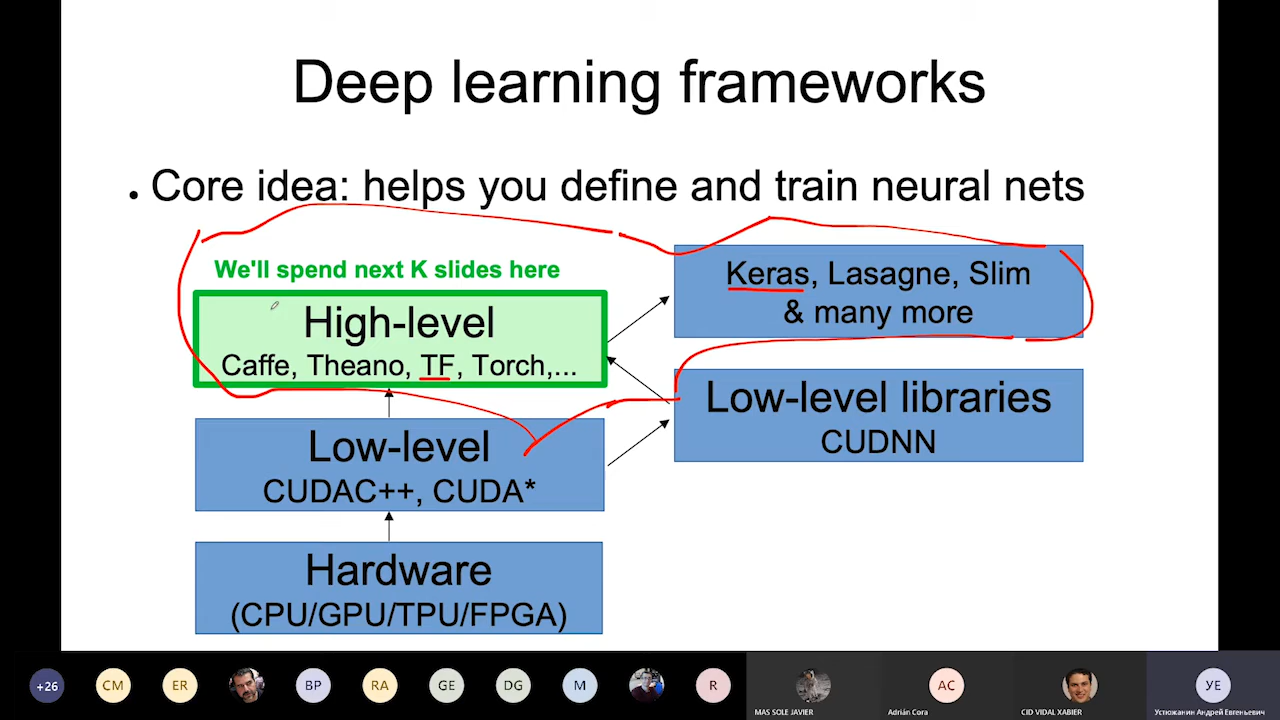 Deep learning frameworks
• Core idea: helps you define and train neural nets
We'll spend next K slides here
High-level
Caffe, Theano, TF, Torch,...
Keras, Lasagne, Slim
& many more
Low-level libraries
CUDNN
Low-level
CUDAC++, CUDA*
Hardware
(CPU/GPU/TPU/FPGA)
+26
CM
ER
BP
RA
GE
DG
M
R
MAS SOLE JAVIER
AC
Adrián Cora
CID VIDAL XABIER
УЕ
Устюжанин Андрей Евгеньевич